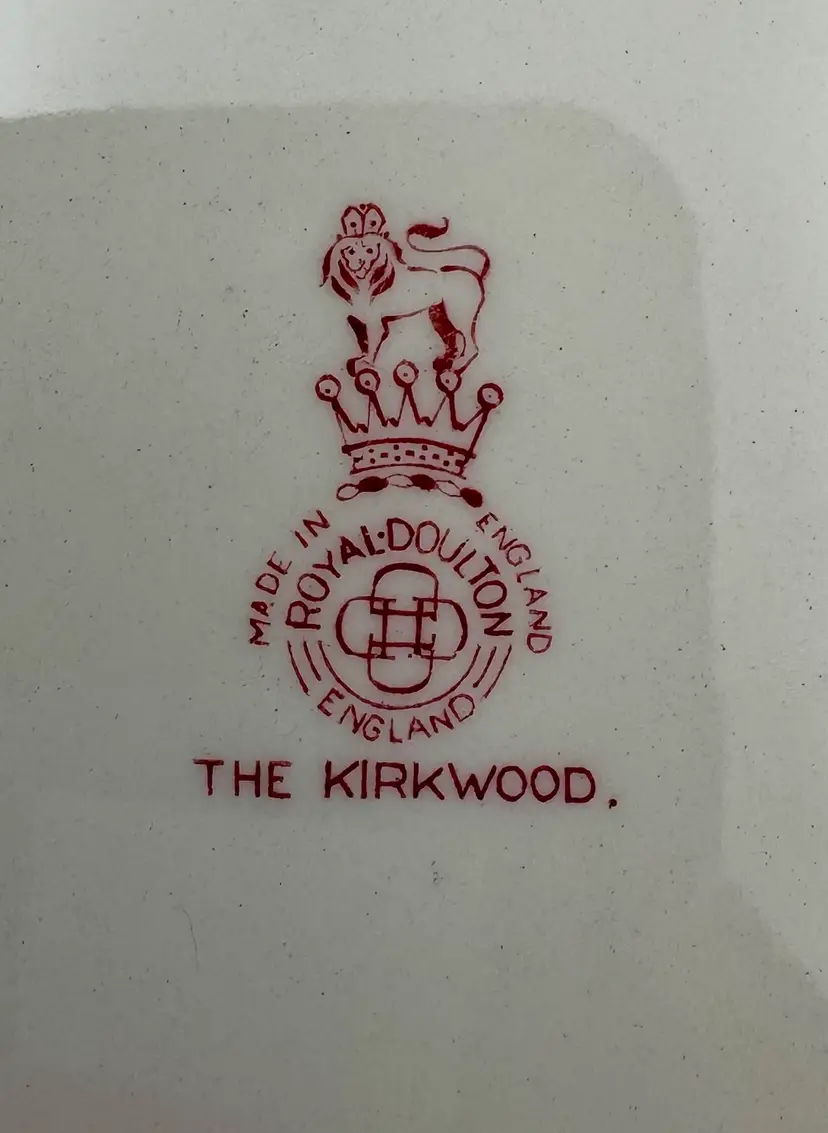 MADE IN ENGLAND
ROYAL·DOULTON
ENGLAND
THE KIRKWOOD.